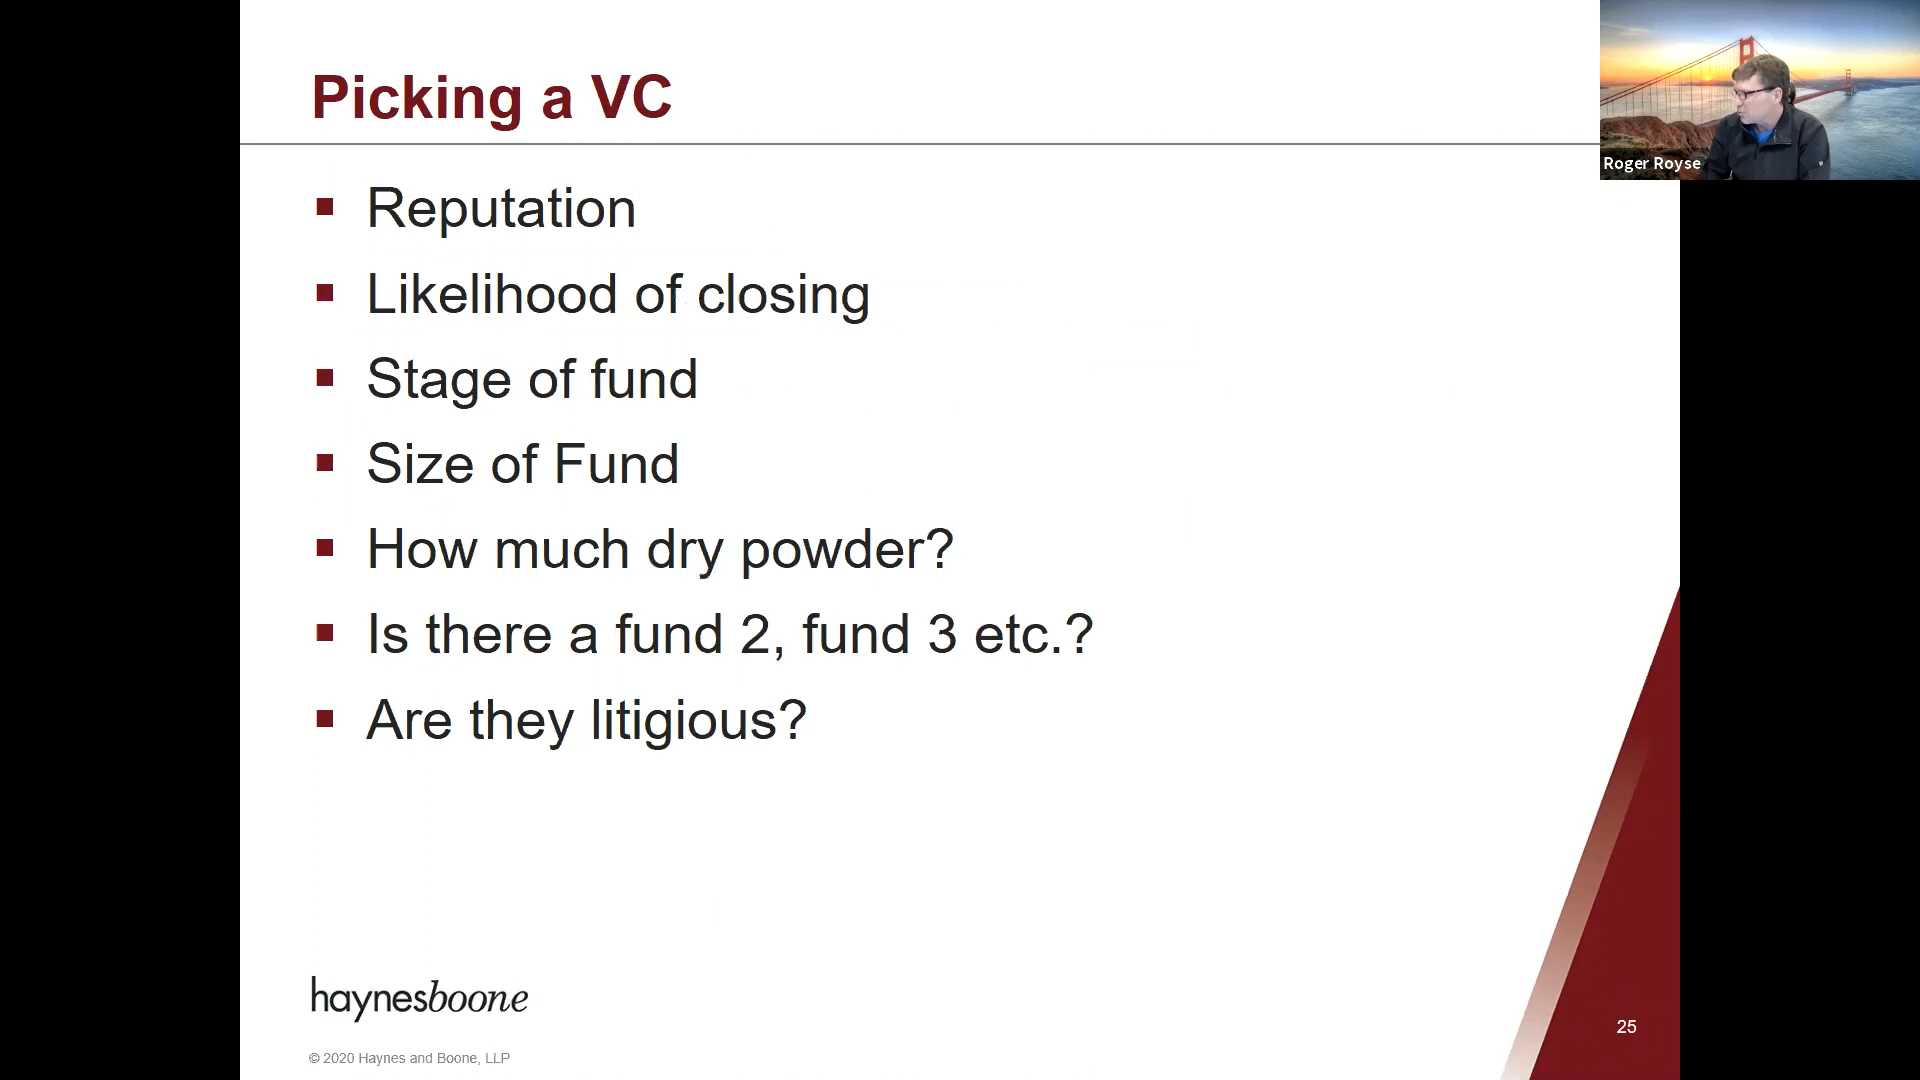 Picking a VC
Roger Royse
Reputation
Likelihood of closing
Stage of fund
Size of Fund
How much dry powder?
Is there a fund 2, fund 3 etc.?
Are they litigious?
haynesboone
© 2020 Haynes and Boone, LLP
25